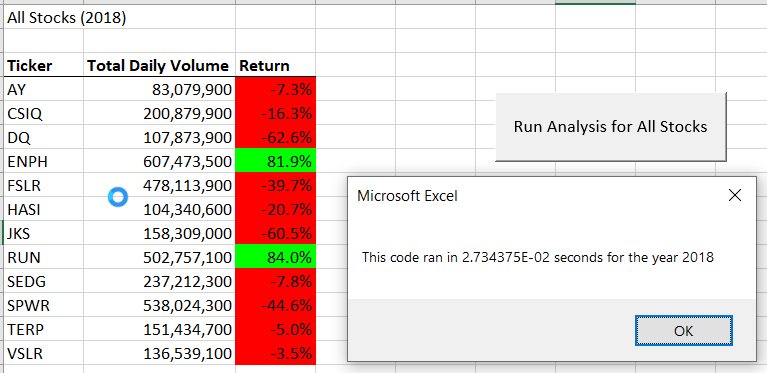 All Stocks (2018)
Ticker Total Daily Volume Return
AY 83,079,900 -7.3%
CSIQ 200,879,900 -16.3%
DQ 107,873,900 -62.6%
ENPH 607,473,500 81.9%
FSLR 478,113,900 -39.7%
HASI 104,340,600 -20.7%
JKS 158,309,000 -60.5%
RUN 502,757,100 84.0%
SEDG 237,212,300 -7.8%
SPWR 538,024,300 -44.6%
TERP 151,434,700 -5.0%
VSLR 136,539,100 -3.5%
Run Analysis for All Stocks
Microsoft Excel
This code ran in 2.734375E-02 seconds for the year 2018
OK